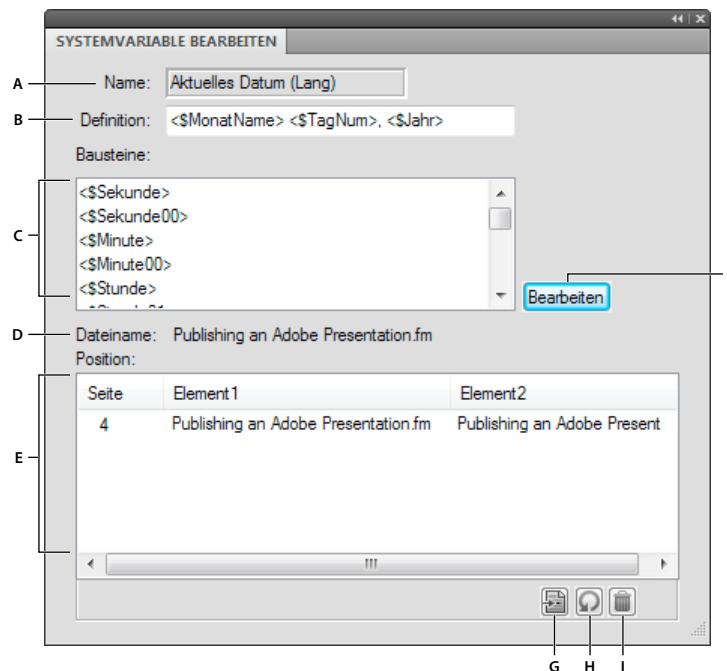 SYSTEMVARIABLE BEARBEITEN
A Name: Aktuelles Datum (Lang)
B Definition: <$MonatName> <$TagNum>, <$Jahr>
Bausteine:
C
<$Sekunde>
<$Sekunde00>
<$Minute>
<$Minute00>
<$Stunde>
Bearbeiten
D Dateiname: Publishing an Adobe Presentation.fm
Position:
E
Seite Element1 Element2
4 Publishing an Adobe Presentation.fm Publishing an Adobe Present
G H I